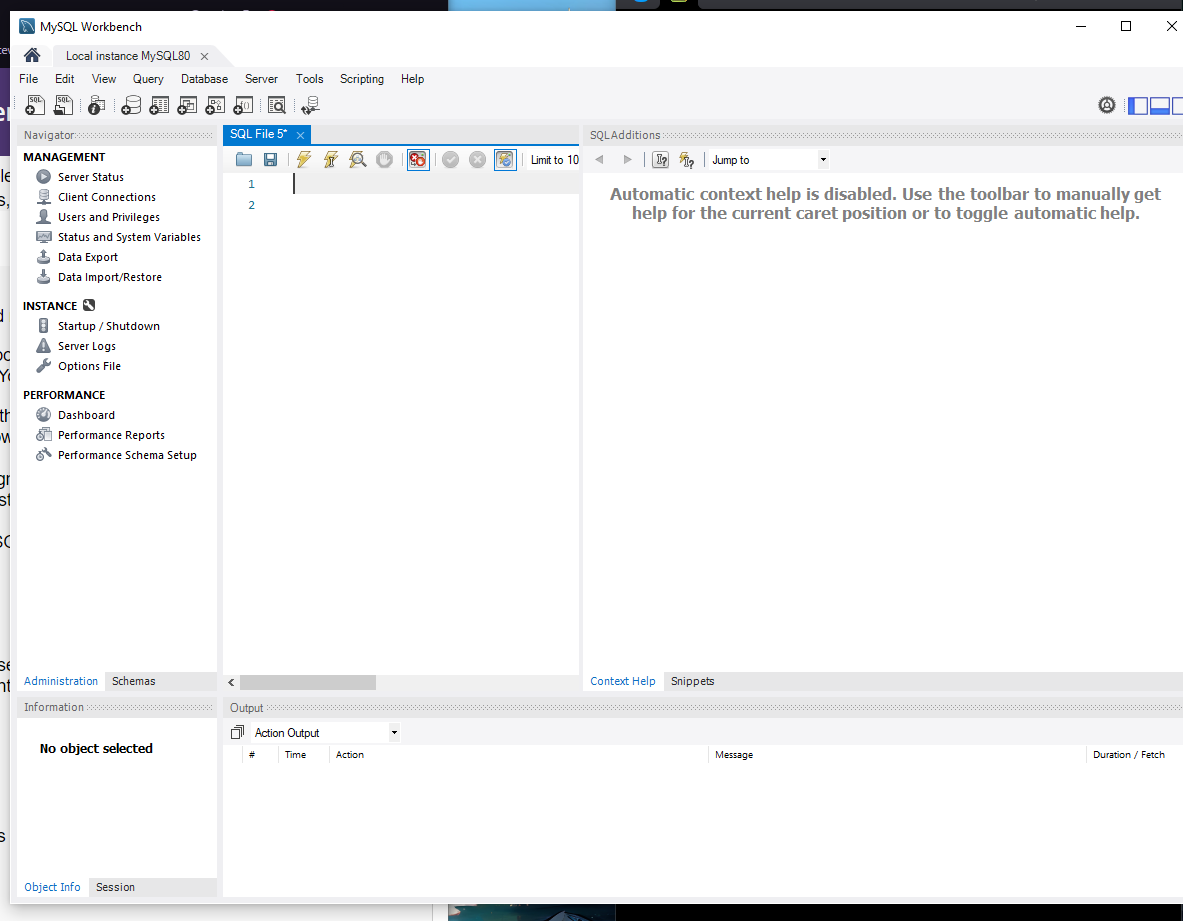 MySQL Workbench
Local instance MySQL80
File Edit View Query Database Server Tools Scripting Help
Navigator
MANAGEMENT
Server Status
Client Connections
Users and Privileges
Status and System Variables
Data Export
Data Import/Restore
INSTANCE
Startup / Shutdown
Server Logs
Options File
PERFORMANCE
Dashboard
Performance Reports
Performance Schema Setup
Administration Schemas
Information
No object selected
Object Info Session
SQL File 5*
Limit to 10
1
2
SQLAdditions
Jump to
Automatic context help is disabled. Use the toolbar to manually get
help for the current caret position or to toggle automatic help.
Context Help Snippets
Output
Action Output
# Time Action Message Duration / Fetch